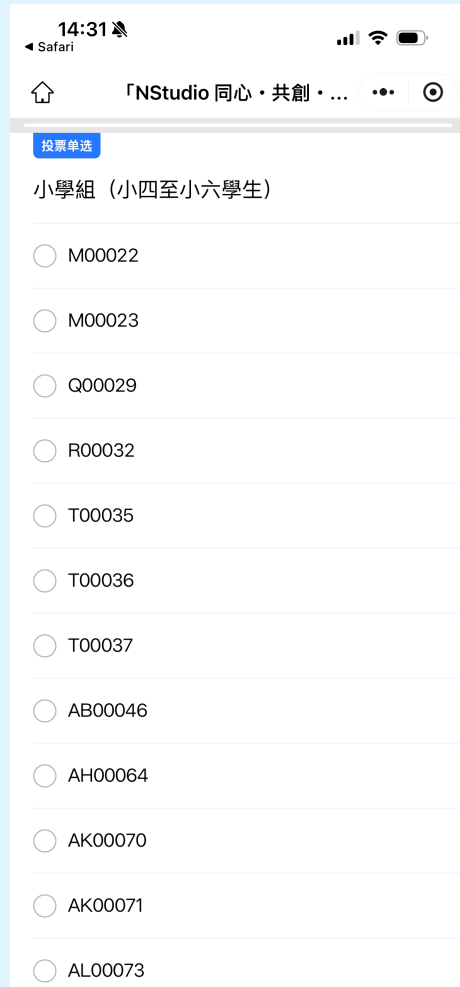 14:31
◀ Safari
「NStudio 同心・共創・...
投票单选
小學組（小四至小六學生）
M00022
M00023
Q00029
R00032
T00035
T00036
T00037
AB00046
AH00064
AK00070
AK00071
AL00073